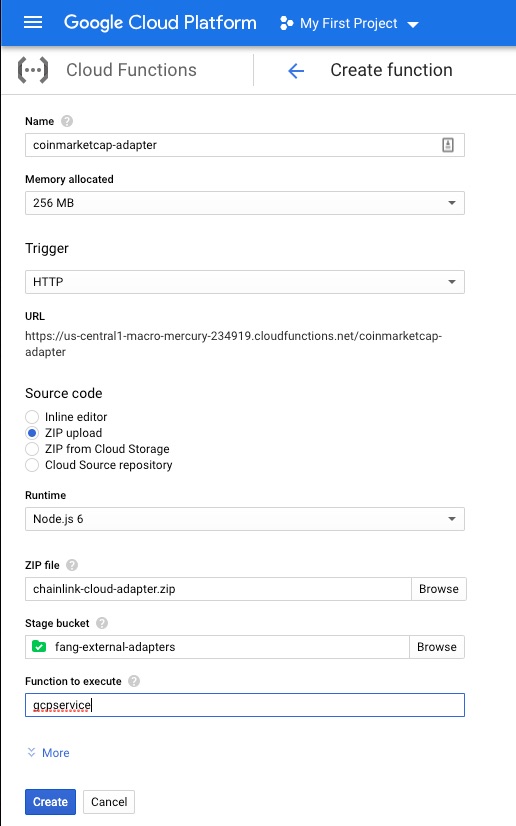 Google Cloud Platform My First Project
Cloud Functions Create function
Name
coinmarketcap-adapter
Memory allocated
256 MB
Trigger
HTTP
URL
https://us-central1-macro-mercury-234919.cloudfunctions.net/coinmarketcap-
adapter
Source code
Inline editor
ZIP upload
ZIP from Cloud Storage
Cloud Source repository
Runtime
Node.js 6
ZIP file ?
chainlink-cloud-adapter.zip Browse
Stage bucket ?
fang-external-adapters Browse
Function to execute ?
gcpservice
More
Create Cancel